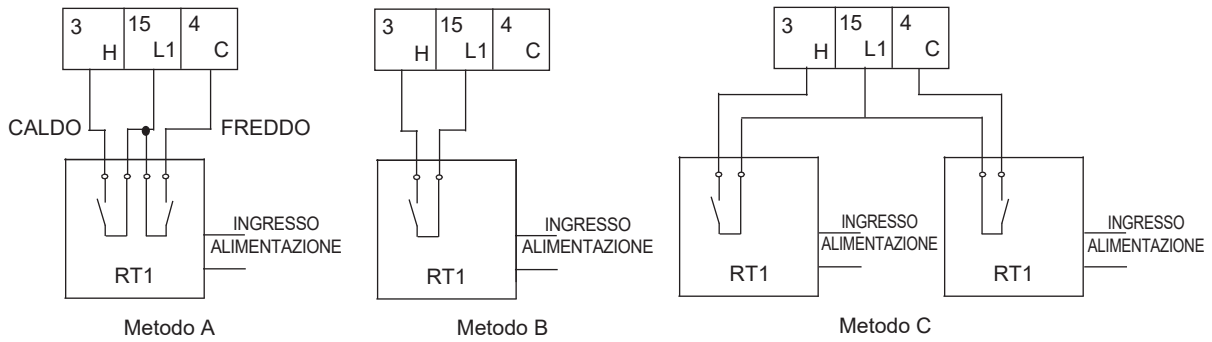 3 15 4
H L1 C
CALDO FREDDO
INGRESSO
ALIMENTAZIONE
RT1
Metodo A
3 15 4
H L1 C
INGRESSO
ALIMENTAZIONE
RT1
Metodo B
3 15 4
H L1 C
INGRESSO
ALIMENTAZIONE
RT1
INGRESSO
ALIMENTAZIONE
RT1
Metodo C